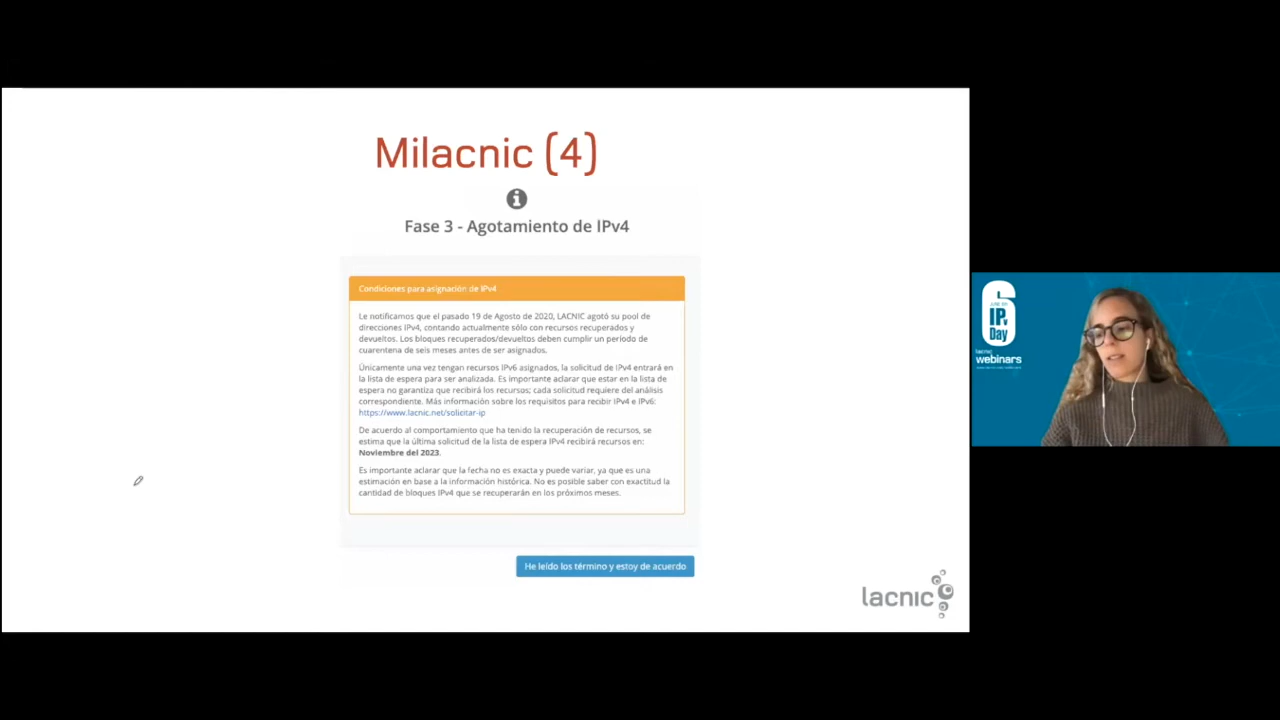 Milacnic (4)
Fase 3 - Agotamiento de IPv4
Condiciones para asignación de IPv4
Le notificamos que el pasado 19 de Agosto de 2020, LACNIC agotó su pool de
direcciones IPv4, contando actualmente sólo con recursos recuperados y
devueltos. Los bloques recuperados/devueltos deben cumplir un período de
cuarentena de seis meses antes de ser asignados.
Únicamente una vez tengan recursos IPv6 asignados, la solicitud de IPv4 entrará en
la lista de espera para ser analizada. Es importante aclarar que estar en la lista de
espera no garantiza que recibirá los recursos; cada solicitud requiere del análisis
correspondiente. Más información sobre los requisitos para recibir IPv4 e IPv6:
https://www.lacnic.net/solicitar-ip
De acuerdo al comportamiento que ha tenido la recuperación de recursos, se
estima que la última solicitud de la lista de espera IPv4 recibirá recursos en:
Noviembre del 2023.
Es importante aclarar que la fecha no es exacta y puede variar, ya que es una
estimación en base a la información histórica. No es posible saber con exactitud la
cantidad de bloques IPv4 que se recuperarán en los próximos meses.
He leído los término y estoy de acuerdo
lacnic
6
IPv
Day
lacnic
webinars